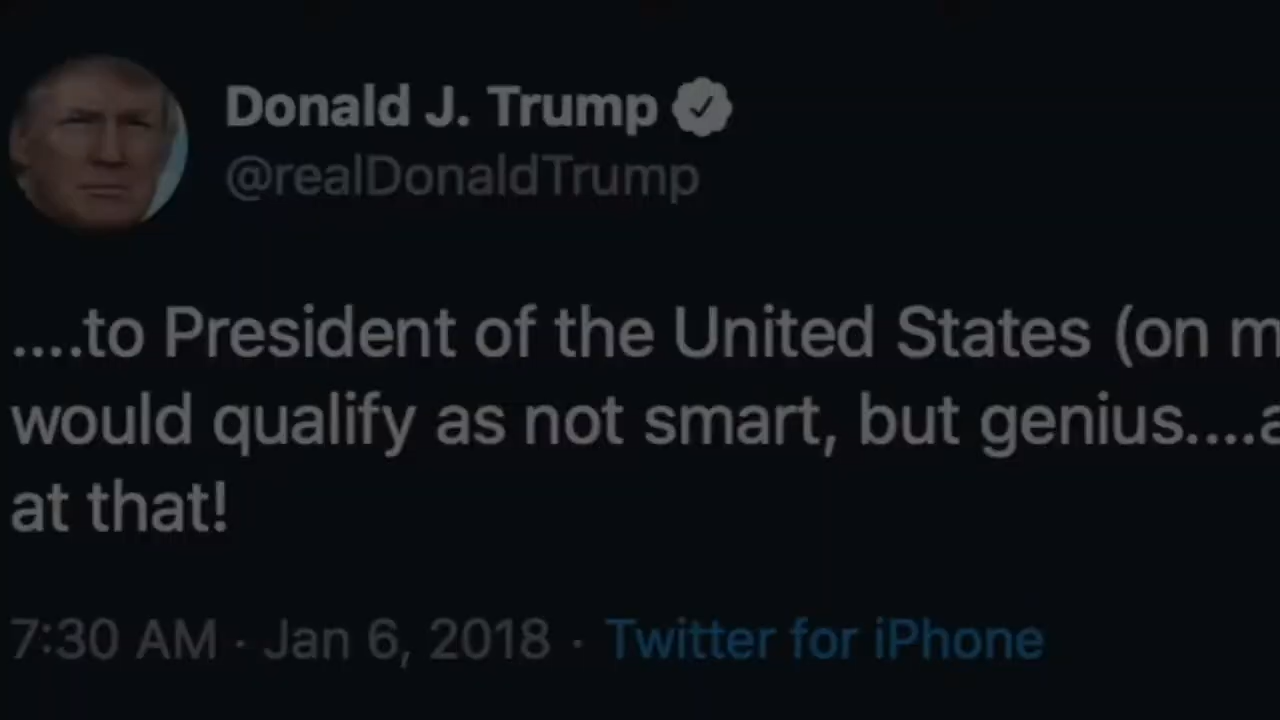 Donald J. Trump
@realDonaldTrump
....to President of the United States (on m
would qualify as not smart, but genius....a
at that!
7:30 AM · Jan 6, 2018 · Twitter for iPhone